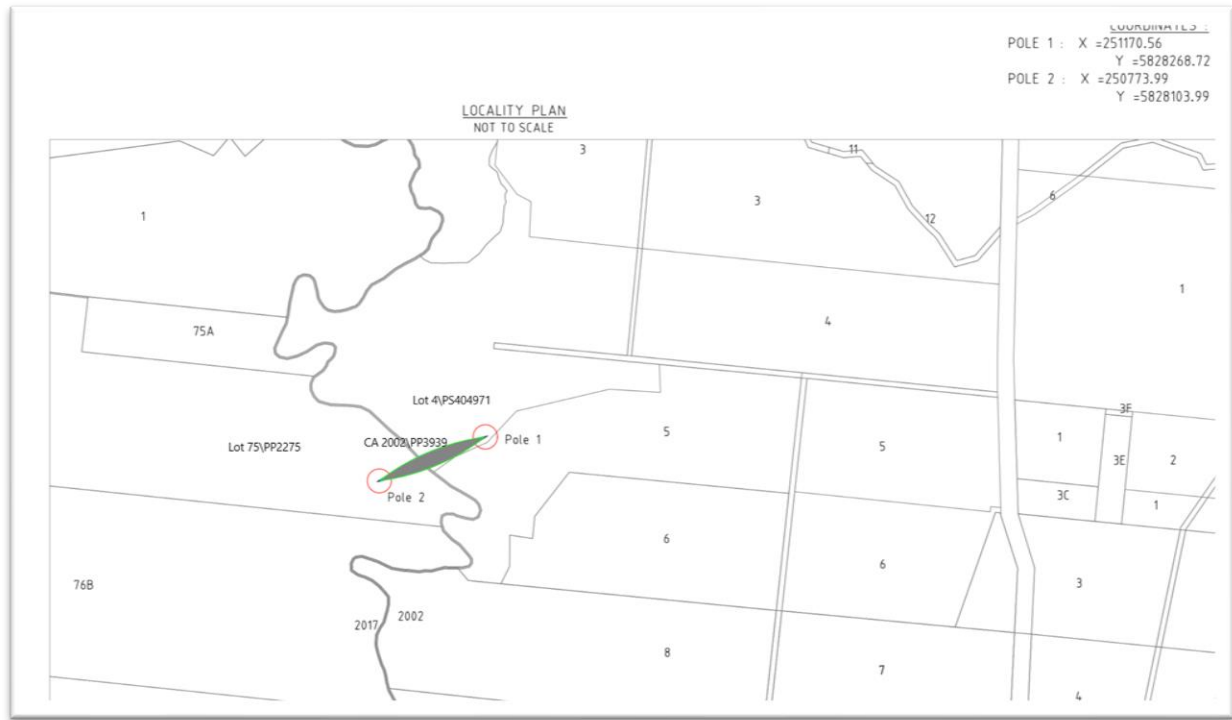 COORDINATES :
POLE 1 : X =251170.56
Y =5828268.72
POLE 2 : X =250773.99
Y =5828103.99
LOCALITY PLAN
NOT TO SCALE
3
11
3
6
1
12
1
4
75A
Lot 4\PS404971
3F
5
5
1
Lot 75\PP2275
CA 2002\PP3939
Pole 1
3E
2
Pole 2
3C
1
6
6
76B
3
2002
2017
8
7
4